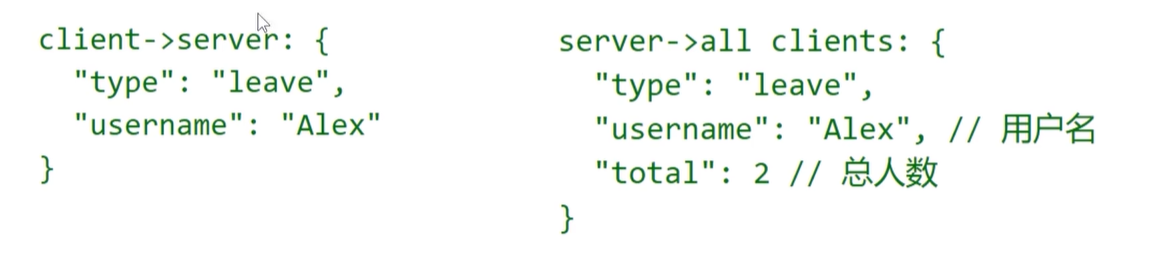 client->server: {
  "type": "leave",
  "username": "Alex"
}
server->all clients: {
  "type": "leave",
  "username": "Alex", // 用户名
  "total": 2 // 总人数
}